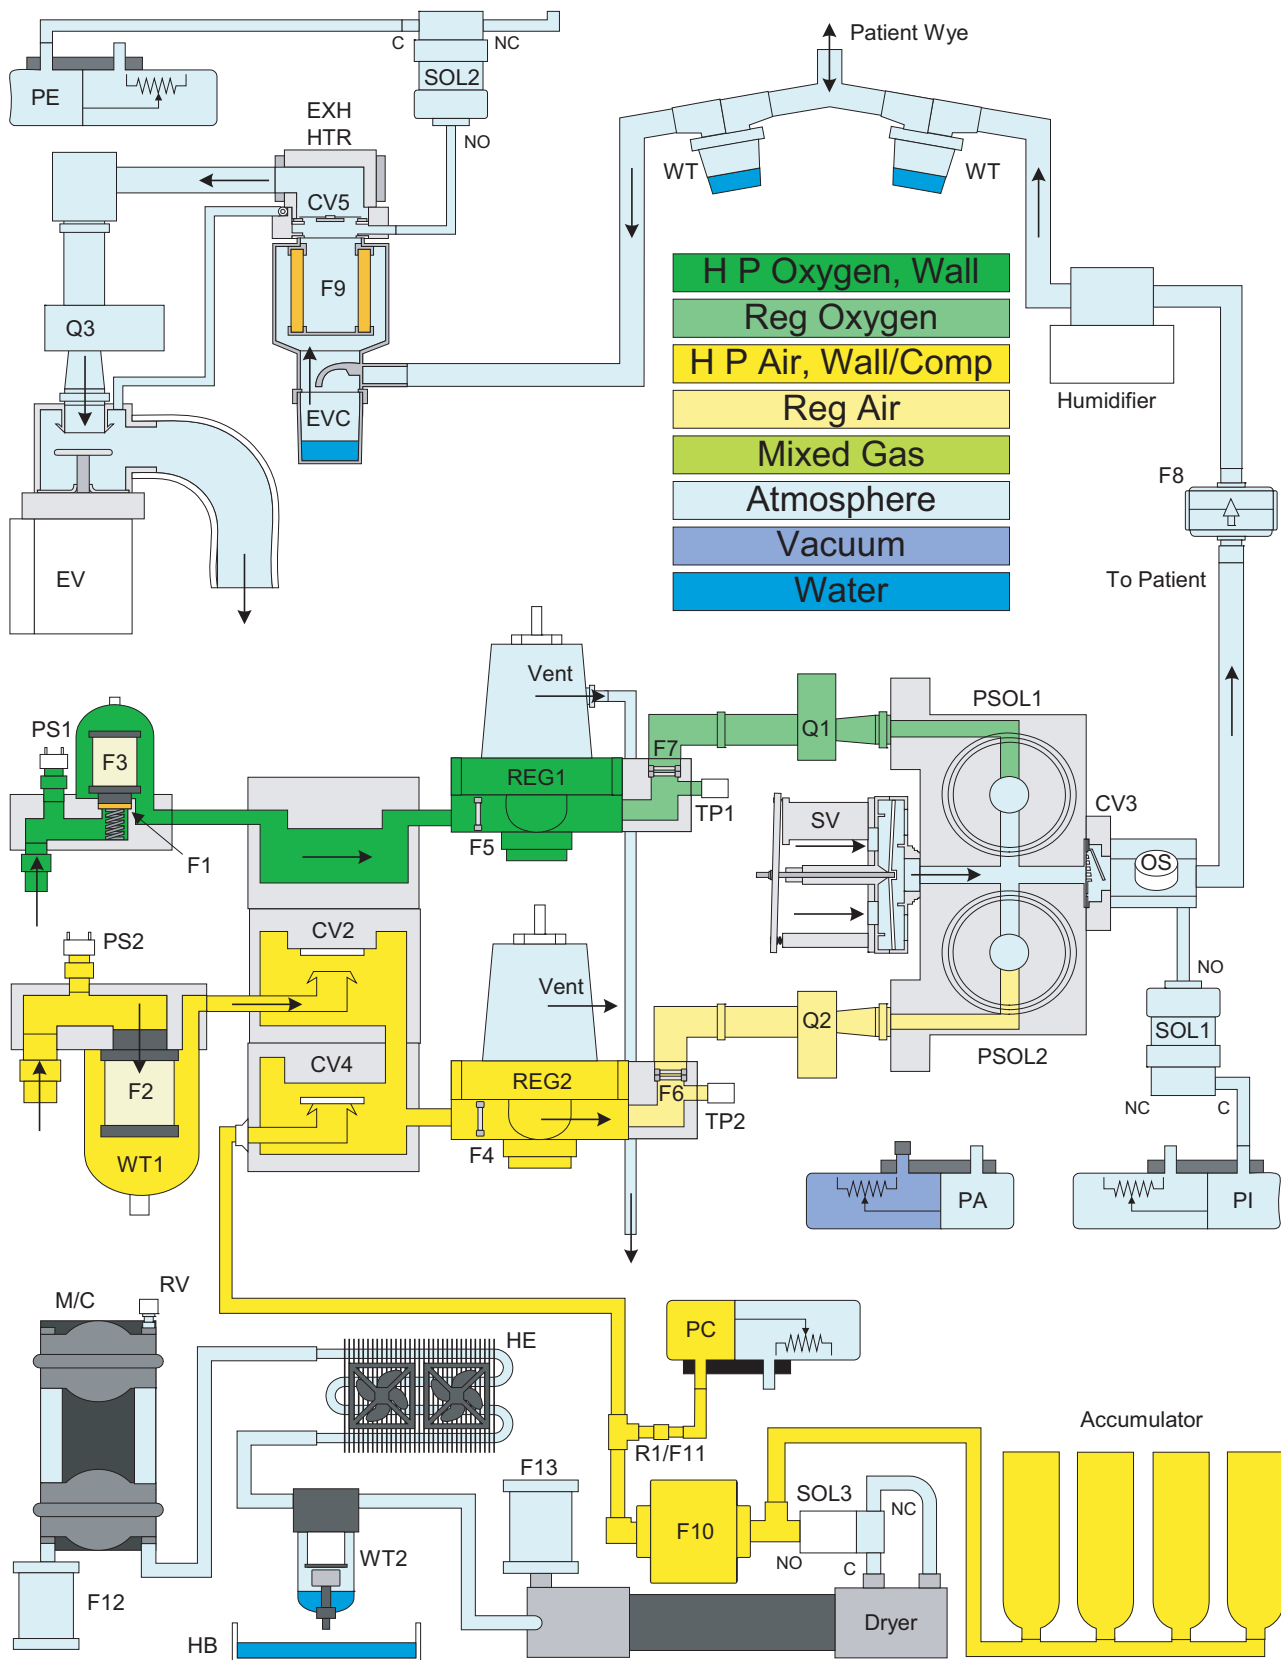 Patient Wye
C
NC
SOL2
PE
EXH
HTR
NO
WT
WT
CV5
H P Oxygen, Wall
Reg Oxygen
H P Air, Wall/Comp
Reg Air
Mixed Gas
Atmosphere
Vacuum
Water
F9
Q3
Humidifier
EVC
F8
EV
To Patient
Vent
PS1
F3
F7
Q1
PSOL1
REG1
TP1
CV3
SV
F5
F1
OS
PS2
CV2
NO
Vent
Q2
SOL1
PSOL2
CV4
REG2
F6
F2
TP2
NC
C
F4
WT1
PA
PI
RV
M/C
HE
PC
Accumulator
R1/F11
F13
SOL3
NC
F10
WT2
NO
C
F12
Dryer
HB